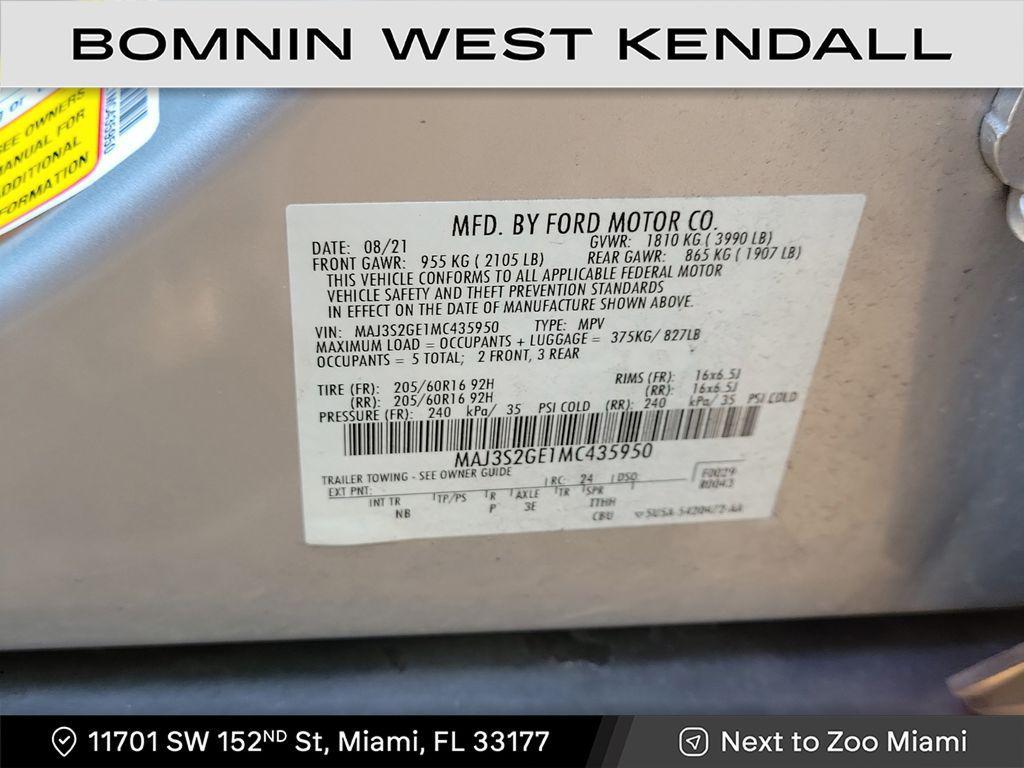 BOMNIN WEST KENDALL
SEE OWNERS
MANUAL FOR
ADDITIONAL
INFORMATION
MFD. BY FORD MOTOR CO.
DATE: 08/21 GVWR: 1810 KG ( 3990 LB)
FRONT GAWR: 955 KG ( 2105 LB) REAR GAWR: 865 KG ( 1907 LB)
THIS VEHICLE CONFORMS TO ALL APPLICABLE FEDERAL MOTOR
VEHICLE SAFETY AND THEFT PREVENTION STANDARDS
IN EFFECT ON THE DATE OF MANUFACTURE SHOWN ABOVE.
VIN: MAJ3S2GE1MC435950 TYPE: MPV
MAXIMUM LOAD = OCCUPANTS + LUGGAGE = 375KG/ 827LB
OCCUPANTS = 5 TOTAL; 2 FRONT, 3 REAR
TIRE (FR): 205/60R16 92H RIMS (FR): 16x6.5J
(RR): 205/60R16 92H (RR): 16x6.5J
PRESSURE (FR): 240 kPa/ 35 PSI COLD (RR): 240 kPa/ 35 PSI COLD
MAJ3S2GE1MC435950
TRAILER TOWING - SEE OWNER GUIDE
EXT PNT: RC: 24 DSO:
INT TR TP/PS R AXLE TR SPR
NB P 3E TTHH
CBU
11701 SW 152ND St, Miami, FL 33177
Next to Zoo Miami